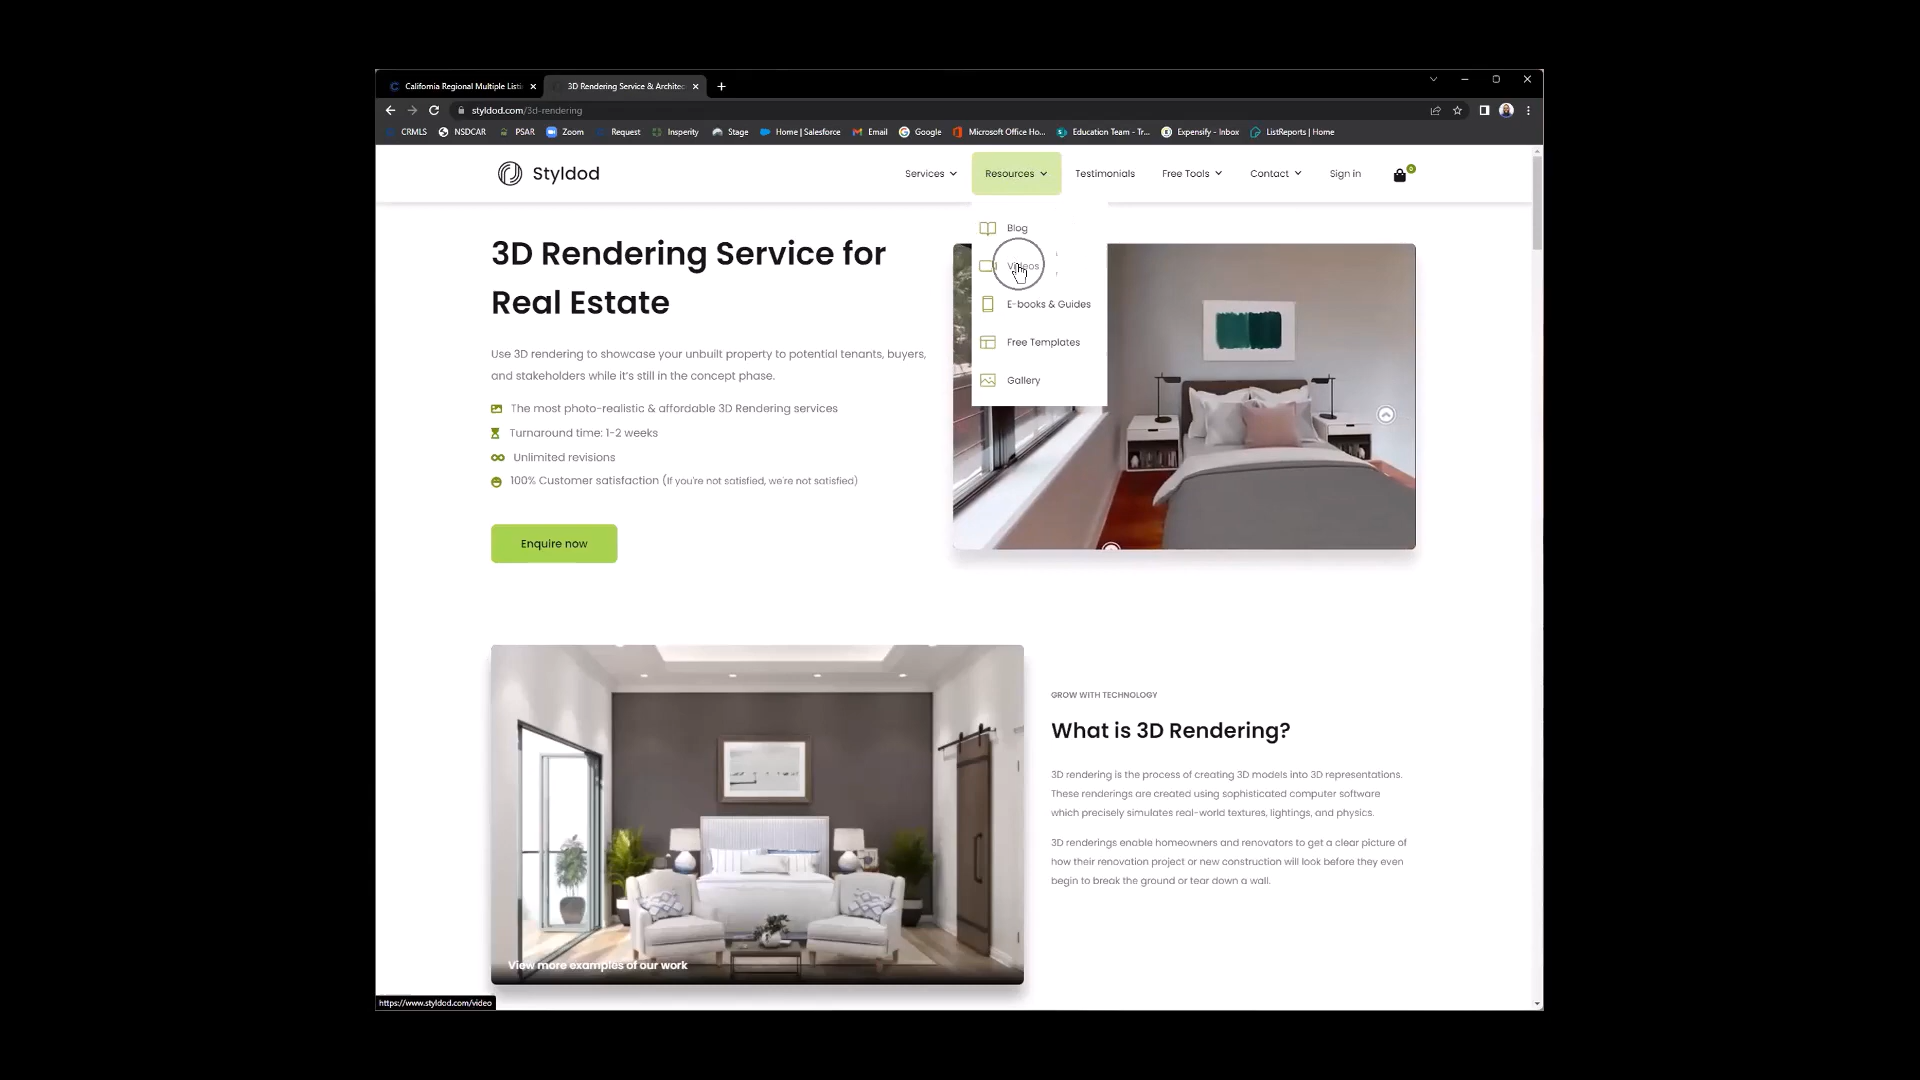 California Regional Multiple Listi
3D Rendering Service & Architec
styldod.com/3d-rendering
CRMLS
NSDCAR
PSAR
Zoom
Request
Insperity
Stage
Home | Salesforce
Email
Google
Microsoft Office Ho...
Education Team - Tr...
Expensify - Inbox
ListReports | Home
Styldod
Services
Resources
Testimonials
Free Tools
Contact
Sign in
0
Blog
Videos
E-books & Guides
Free Templates
Gallery
3D Rendering Service for
Real Estate
Use 3D rendering to showcase your unbuilt property to potential tenants, buyers,
and stakeholders while it's still in the concept phase.
The most photo-realistic & affordable 3D Rendering services
Turnaround time: 1-2 weeks
Unlimited revisions
100% Customer satisfaction (If you're not satisfied, we're not satisfied)
Enquire now
View more examples of our work
GROW WITH TECHNOLOGY
What is 3D Rendering?
3D rendering is the process of creating 3D models into 3D representations.
These renderings are created using sophisticated computer software
which precisely simulates real-world textures, lightings, and physics.
3D renderings enable homeowners and renovators to get a clear picture of
how their renovation project or new construction will look before they even
begin to break the ground or tear down a wall.
https://www.styldod.com/video